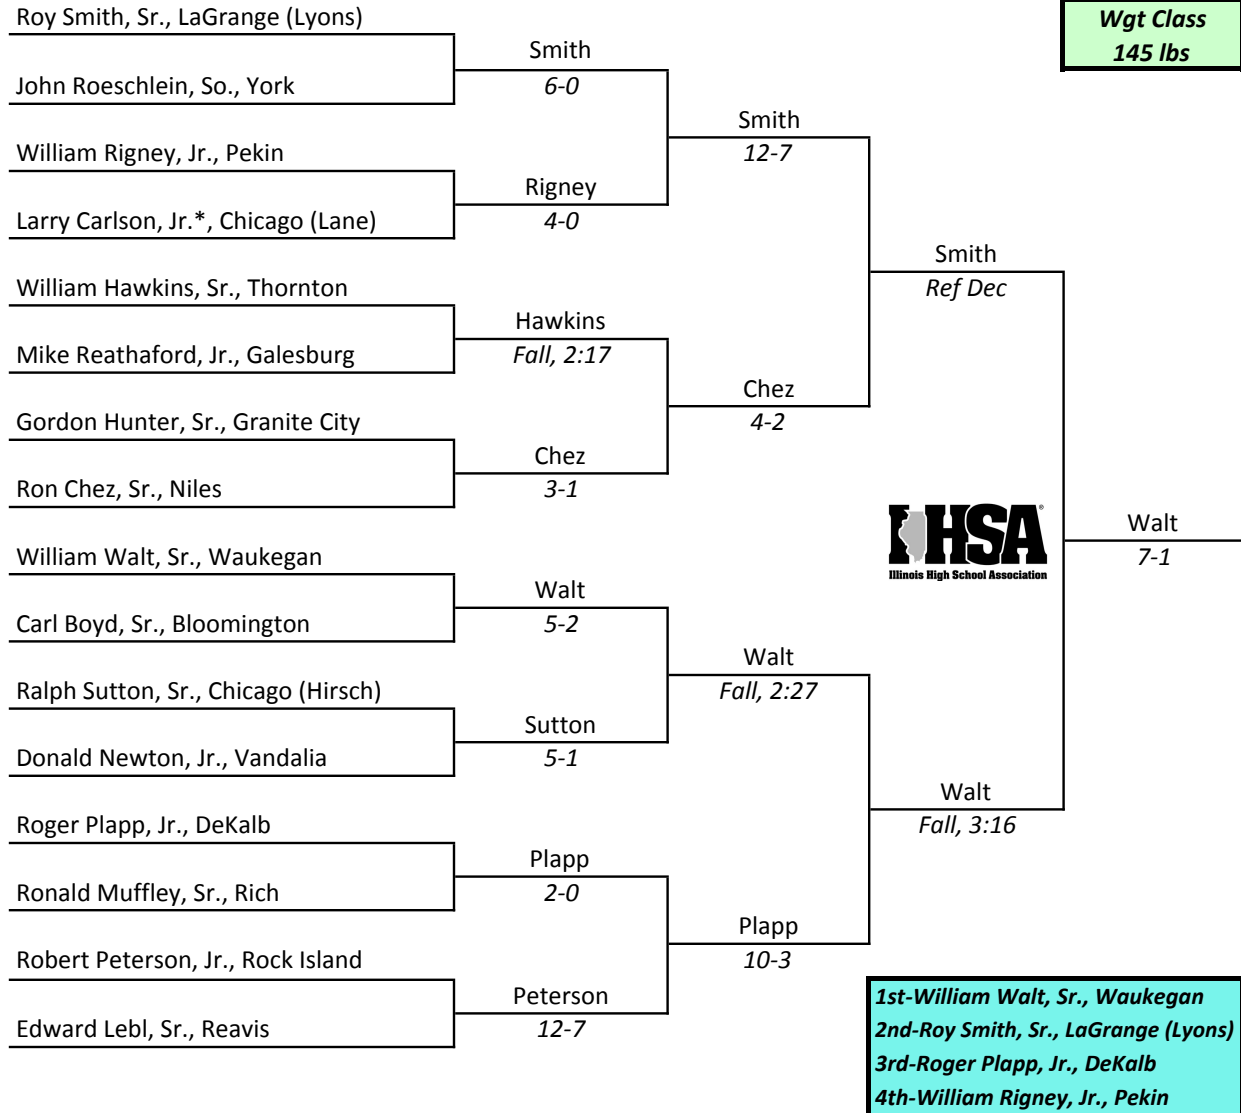 Roy Smith, Sr., LaGrange (Lyons)
John Roeschlein, So., York
William Rigney, Jr., Pekin
Larry Carlson, Jr.*, Chicago (Lane)
William Hawkins, Sr., Thornton
Mike Reathaford, Jr., Galesburg
Gordon Hunter, Sr., Granite City
Ron Chez, Sr., Niles
William Walt, Sr., Waukegan
Carl Boyd, Sr., Bloomington
Ralph Sutton, Sr., Chicago (Hirsch)
Donald Newton, Jr., Vandalia
Roger Plapp, Jr., DeKalb
Ronald Muffley, Sr., Rich
Robert Peterson, Jr., Rock Island
Edward Lebl, Sr., Reavis
Smith
6-0
Rigney
4-0
Hawkins
Fall, 2:17
Chez
3-1
Walt
5-2
Sutton
5-1
Plapp
2-0
Peterson
12-7
Smith
12-7
Chez
4-2
Walt
Fall, 2:27
Plapp
10-3
Smith
Ref Dec
Walt
Fall, 3:16
Walt
7-1
Wgt Class
145 lbs
IHSA®
Illinois High School Association
1st-William Walt, Sr., Waukegan
2nd-Roy Smith, Sr., LaGrange (Lyons)
3rd-Roger Plapp, Jr., DeKalb
4th-William Rigney, Jr., Pekin